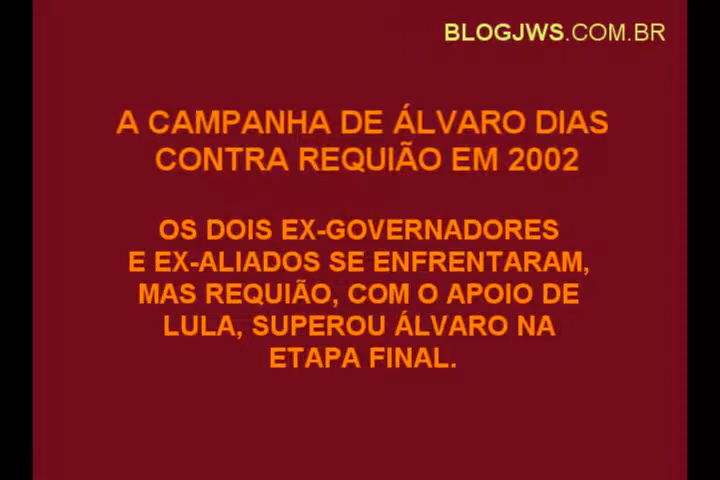 BLOGJWS.COM.BR
A CAMPANHA DE ÁLVARO DIAS
CONTRA REQUIÃO EM 2002
OS DOIS EX-GOVERNADORES
E EX-ALIADOS SE ENFRENTARAM,
MAS REQUIÃO, COM O APOIO DE
LULA, SUPEROU ÁLVARO NA
ETAPA FINAL.